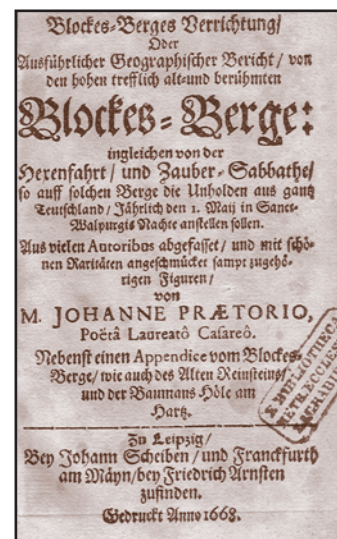 Blockes-Berges Verrichtung/
Oder
Ausführlicher Geographischer Bericht/ von
den hohen trefflich alt-und berühmten
Blockes-Berge:
ingleichen von der
Hexenfahrt/ und Zauber-Sabbathe/
so auff solchen Berge die Unholden aus gantz
Teutschland/ Jährlich den 1. Maij in Sanct-
Walpurgis Nachte anstellen sollen.
Aus vielen Autoribus abgefasset/ und mit schö-
nen Raritäten angeschmücket sampt zugehö-
rigen Figuren/
von
M. JOHANNE PRÆTORIO,
Poëtâ Laureatô Cæsareô.
Nebenst einen Appendice vom Blockes-
Berge/ wie auch des Alten Reinsteins/
und der Baumans Höle am
Hartz.
Zu Leipzig/
Bey Johann Scheiben/ und Franckfurth
am Mäyn/ bey Friedrich Arnsten
zufinden.
Gedruckt Anno 1668.
BIBLIOTHECA